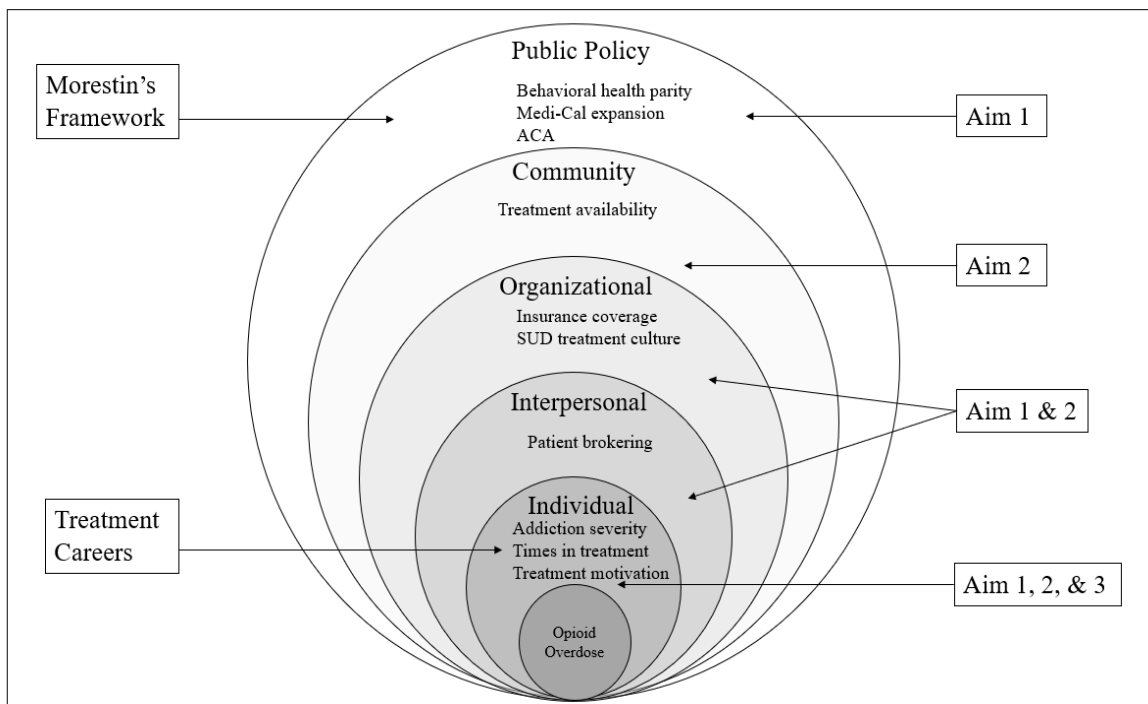 Public Policy
Behavioral health parity
Medi-Cal expansion
ACA
Morestin’s
Framework
Aim 1
Community
Treatment availability
Aim 2
Organizational
Insurance coverage
SUD treatment culture
Interpersonal
Patient brokering
Aim 1 & 2
Individual
Addiction severity
Times in treatment
Treatment motivation
Treatment
Careers
Aim 1, 2, & 3
Opioid
Overdose